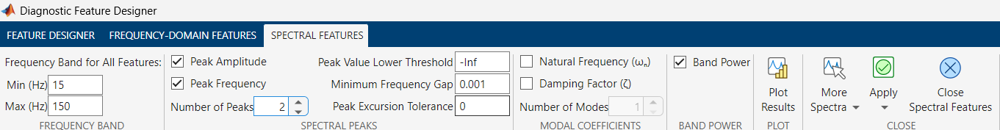 Diagnostic Feature Designer
FEATURE DESIGNER FREQUENCY-DOMAIN FEATURES SPECTRAL FEATURES
Frequency Band for All Features:
Min (Hz) 15
Max (Hz) 150
FREQUENCY BAND
Peak Amplitude
Peak Frequency
Number of Peaks 2
Peak Value Lower Threshold -Inf
Minimum Frequency Gap 0.001
Peak Excursion Tolerance 0
SPECTRAL PEAKS
Natural Frequency (ωₙ)
Damping Factor (ζ)
Number of Modes 1
MODAL COEFFICIENTS
Band Power
BAND POWER
Plot
Results
PLOT
More
Spectra
Apply
Close
Spectral Features
CLOSE